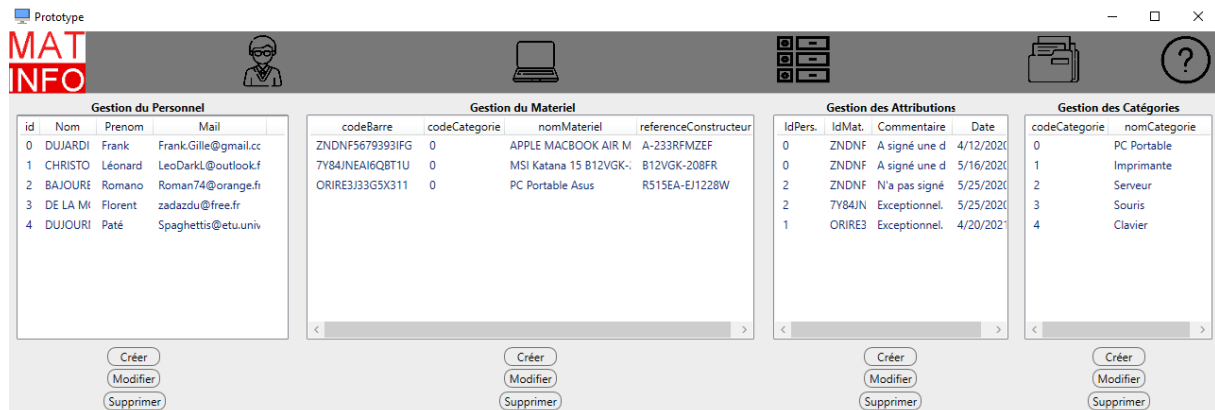 Prototype
MAT
INFO
?
Gestion du Personnel
id Nom Prenom Mail
0 DUJARDI Frank Frank.Gille@gmail.cc
1 CHRISTO Léonard LeoDarkL@outlook.f
2 BAJOURE Romano Roman74@orange.fr
3 DE LA M Florent zadazdu@free.fr
4 DUJOURI Paté Spaghettis@etu.univ
Créer
Modifier
Supprimer
Gestion du Materiel
codeBarre codeCategorie nomMateriel referenceConstructeur
ZNDNF5679393IFG 0 APPLE MACBOOK AIR M A-233RFMZEF
7Y84JNEAI6QBT1U 0 MSI Katana 15 B12VGK-2 B12VGK-208FR
ORIRE3J33G5X311 0 PC Portable Asus R515EA-EJ1228W
Créer
Modifier
Supprimer
Gestion des Attributions
IdPers. IdMat. Commentaire Date
0 ZNDNF A signé une d 4/12/2020
1 ZNDNF A signé une d 5/16/2020
2 ZNDNF N'a pas signé 5/25/2020
2 7Y84JN Exceptionnel. 5/25/2020
1 ORIRE3 Exceptionnel. 4/20/2021
Créer
Modifier
Supprimer
Gestion des Catégories
codeCategorie nomCategorie
0 PC Portable
1 Imprimante
2 Serveur
3 Souris
4 Clavier
Créer
Modifier
Supprimer